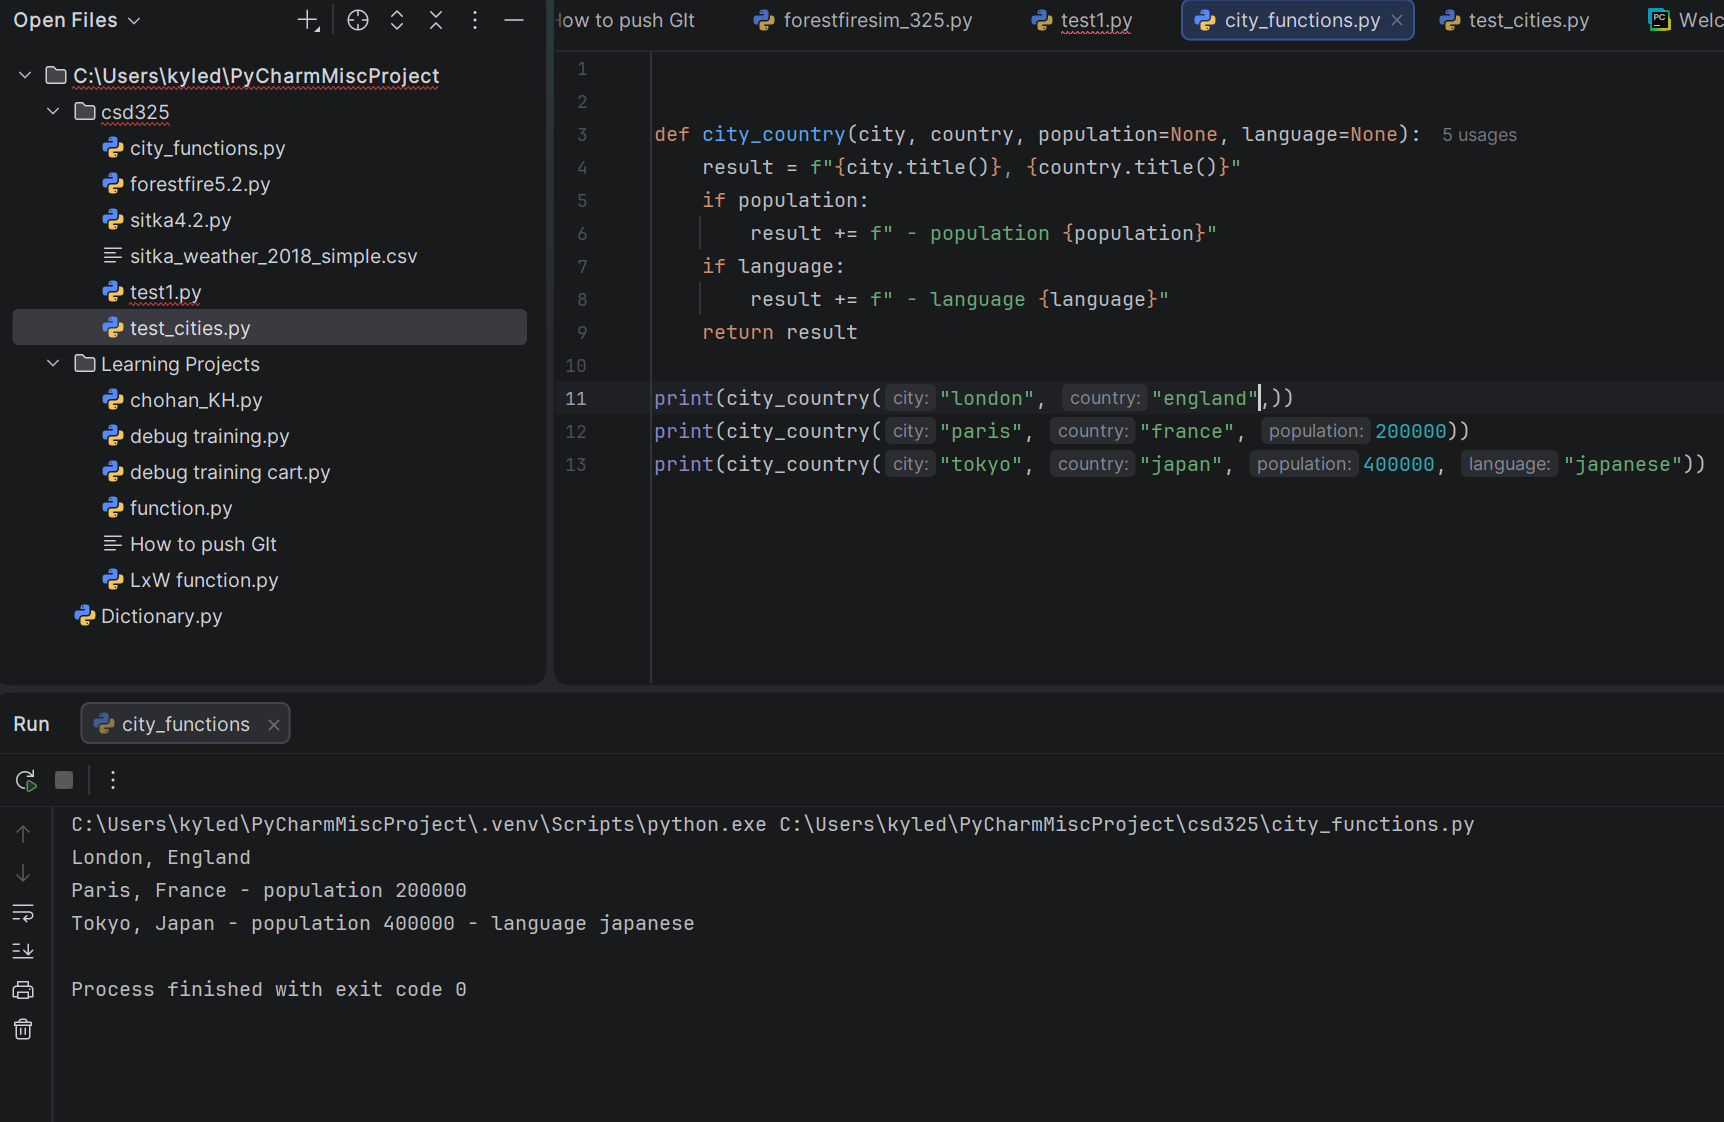 Open Files
C:\Users\kyled\PyCharmMiscProject
csd325
city_functions.py
forestfire5.2.py
sitka4.2.py
sitka_weather_2018_simple.csv
test1.py
test_cities.py
Learning Projects
chohan_KH.py
debug training.py
debug training cart.py
function.py
How to push GIt
LxW function.py
Dictionary.py
How to push GIt
forestfiresim_325.py
test1.py
city_functions.py
test_cities.py
PC Welc
1
2
3 def city_country(city, country, population=None, language=None): 5 usages
4 result = f"{city.title()}, {country.title()}"
5 if population:
6 result += f" - population {population}"
7 if language:
8 result += f" - language {language}"
9 return result
10
11 print(city_country( city: "london", country: "england",))
12 print(city_country( city: "paris", country: "france", population: 200000))
13 print(city_country( city: "tokyo", country: "japan", population: 400000, language: "japanese"))
Run
city_functions
C:\Users\kyled\PyCharmMiscProject\.venv\Scripts\python.exe C:\Users\kyled\PyCharmMiscProject\csd325\city_functions.py
London, England
Paris, France - population 200000
Tokyo, Japan - population 400000 - language japanese
Process finished with exit code 0